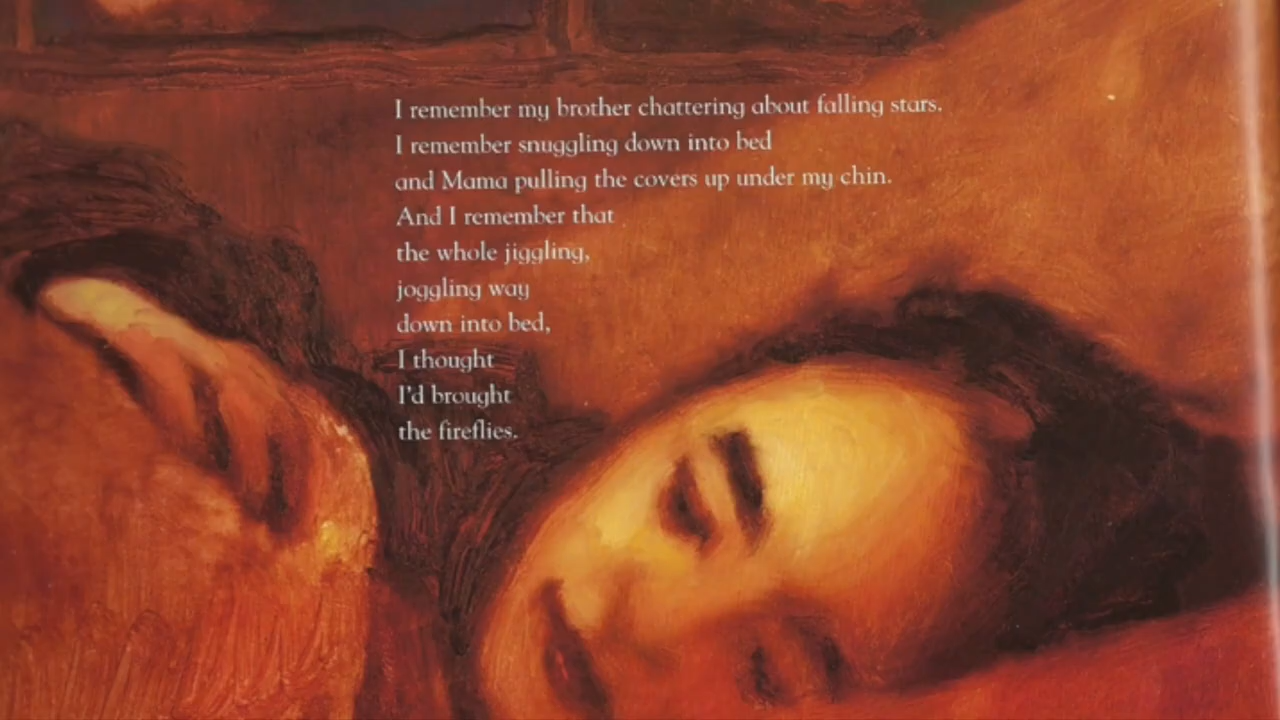 I remember my brother chattering about falling stars.
I remember snuggling down into bed
and Mama pulling the covers up under my chin.
And I remember that
the whole jiggling,
joggling way
down into bed,
I thought
I'd brought
the fireflies.